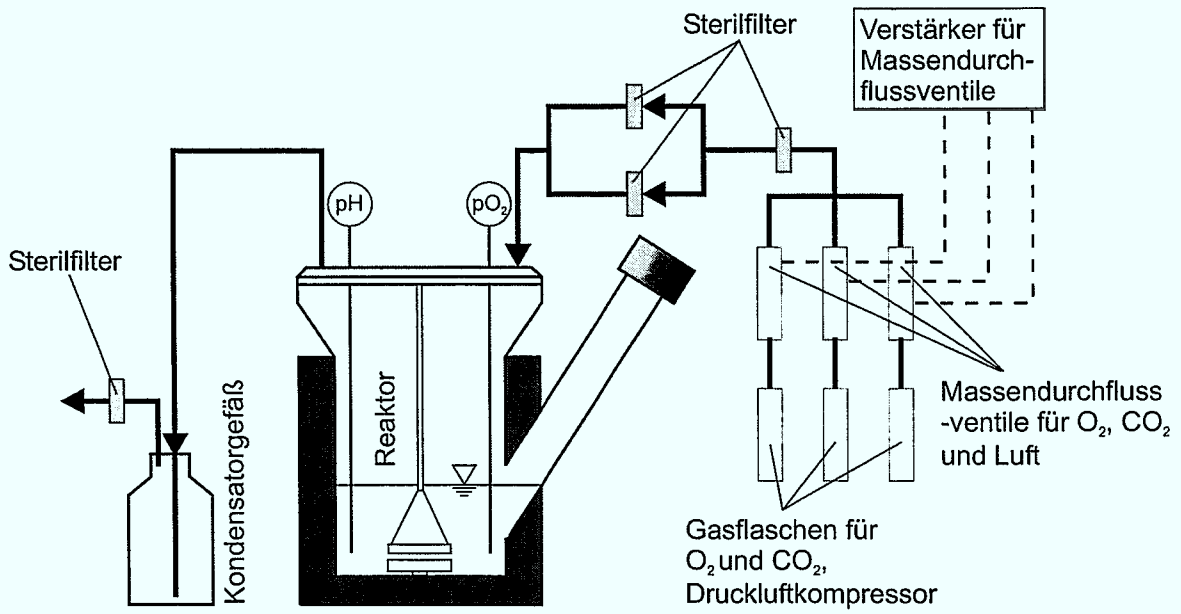 Sterilfilter
Verstärker für
Massendurch-
flussventile
pH
pO₂
Sterilfilter
Reaktor
Kondensatorgefäß
Massendurchfluss
-ventile für O₂, CO₂
und Luft
Gasflaschen für
O₂ und CO₂,
Druckluftkompressor